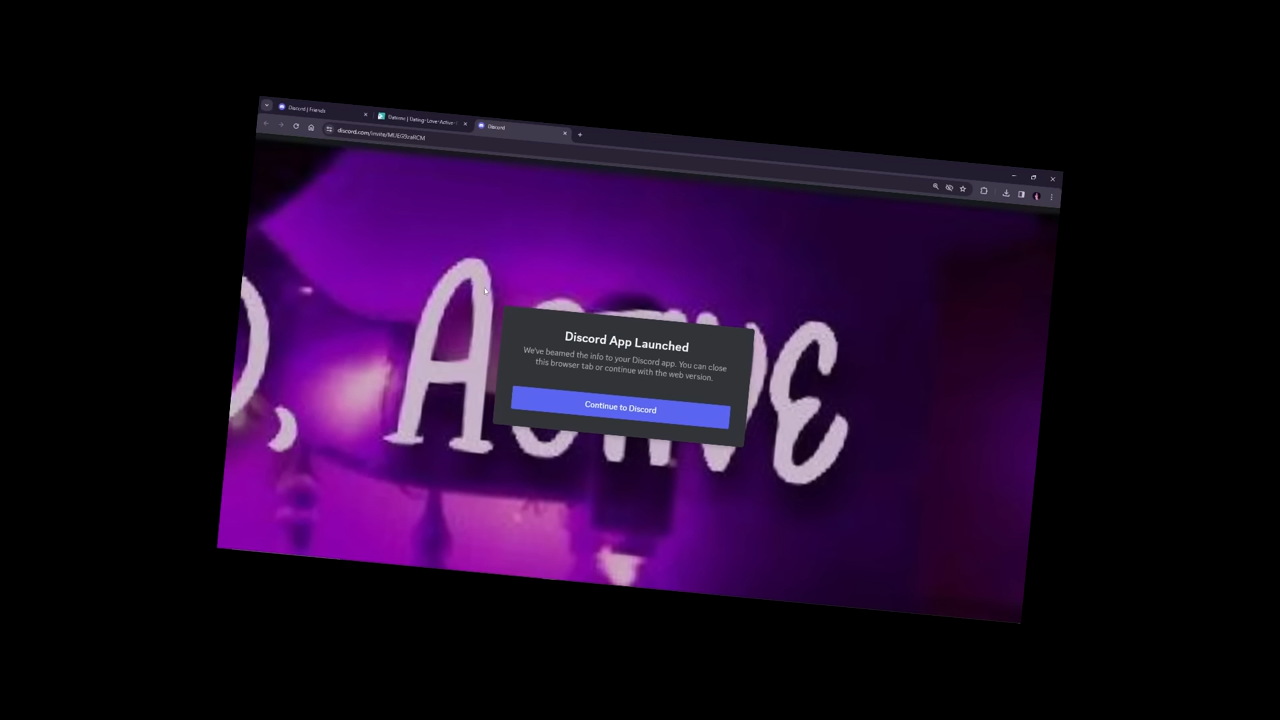 Discord | Friends
Discord
discord.com/invite/
, ACTIVE
Discord App Launched
We've beamed the info to your Discord app. You can close
this browser tab or continue with the web version.
Continue to Discord